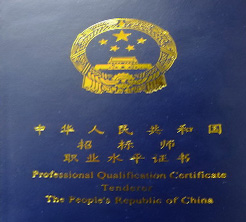 中华人民共和国
招标师
职业水平证书
Professional Qualification Certificate
Tenderer
The People's Republic of China